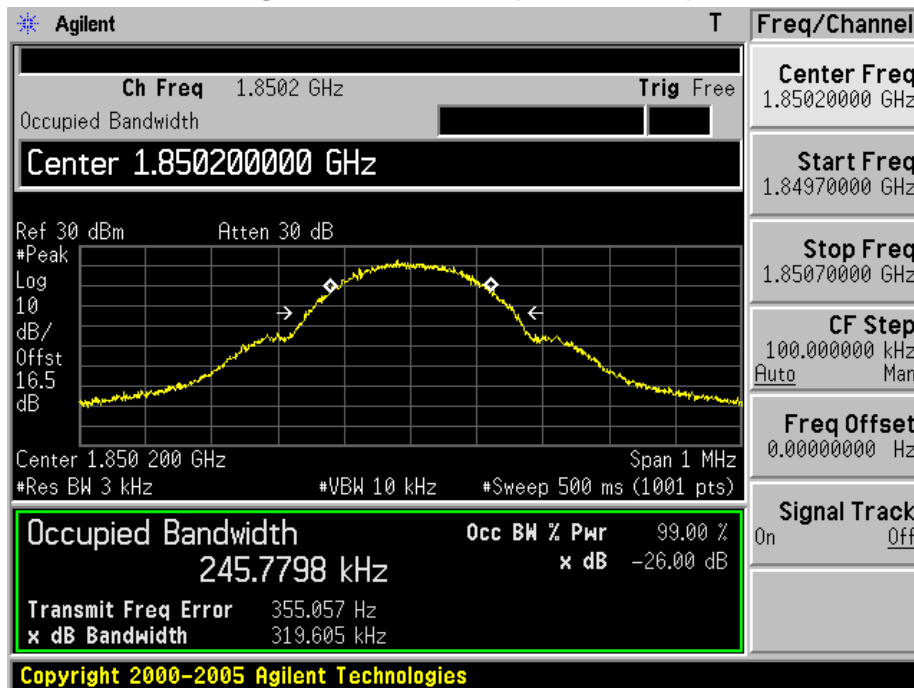 Agilent T
Ch Freq 1.8502 GHz Trig Free
Occupied Bandwidth
Center 1.850200000 GHz
Ref 30 dBm Atten 30 dB
#Peak
Log
10
dB/
Offst
16.5
dB
Center 1.850 200 GHz Span 1 MHz
#Res BW 3 kHz #VBW 10 kHz #Sweep 500 ms (1001 pts)
Occupied Bandwidth Occ BW % Pwr 99.00 %
245.7798 kHz x dB -26.00 dB
Transmit Freq Error 355.057 Hz
x dB Bandwidth 319.605 kHz
Copyright 2000-2005 Agilent Technologies
Freq/Channel
Center Freq
1.85020000 GHz
Start Freq
1.84970000 GHz
Stop Freq
1.85070000 GHz
CF Step
100.000000 kHz
Auto Man
Freq Offset
0.00000000 Hz
Signal Track
On Off